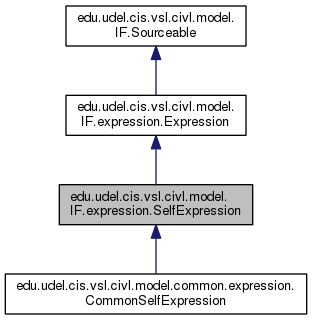 edu.udel.cis.vsl.civl.model.
IF.Sourceable
edu.udel.cis.vsl.civl.model.
IF.expression.Expression
edu.udel.cis.vsl.civl.model.
IF.expression.SelfExpression
edu.udel.cis.vsl.civl.model.common.expression.
CommonSelfExpression